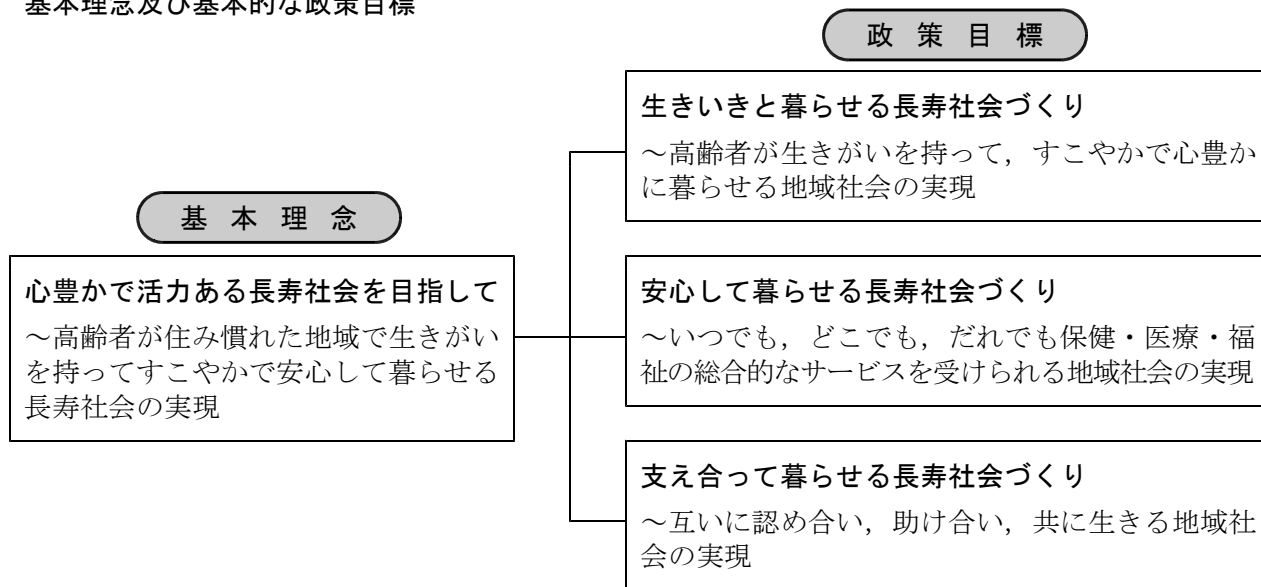 基本理念及び基本的な政策目標
政策目標
生きいきと暮らせる長寿社会づくり
～高齢者が生きがいを持って，すこやかで心豊か
に暮らせる地域社会の実現
基本理念
心豊かで活力ある長寿社会を目指して
～高齢者が住み慣れた地域で生きがい
を持ってすこやかで安心して暮らせる
長寿社会の実現
安心して暮らせる長寿社会づくり
～いつでも，どこでも，だれでも保健・医療・福
祉の総合的なサービスを受けられる地域社会の実現
支え合って暮らせる長寿社会づくり
～互いに認め合い，助け合い，共に生きる地域社
会の実現